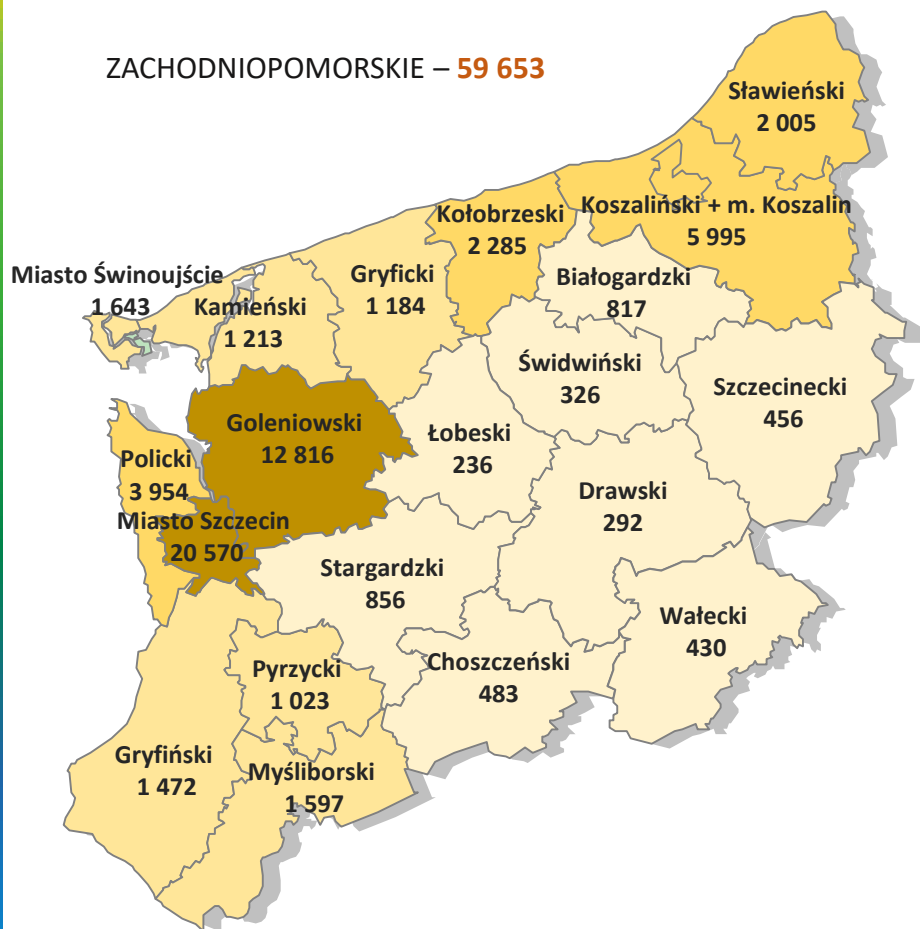 ZACHODNIOPOMORSKIE – 59 653
Sławieński
2 005
Koszaliński + m. Koszalin
5 995
Kołobrzeski
2 285
Białogardzki
817
Gryficki
1 184
Miasto Świnoujście
1 643
Kamieński
1 213
Świdwiński
326
Szczecinecki
456
Goleniowski
12 816
Łobeski
236
Policki
3 954
Drawski
292
Miasto Szczecin
20 570
Stargardzki
856
Wałecki
430
Choszczeński
483
Pyrzycki
1 023
Gryfiński
1 472
Myśliborski
1 597